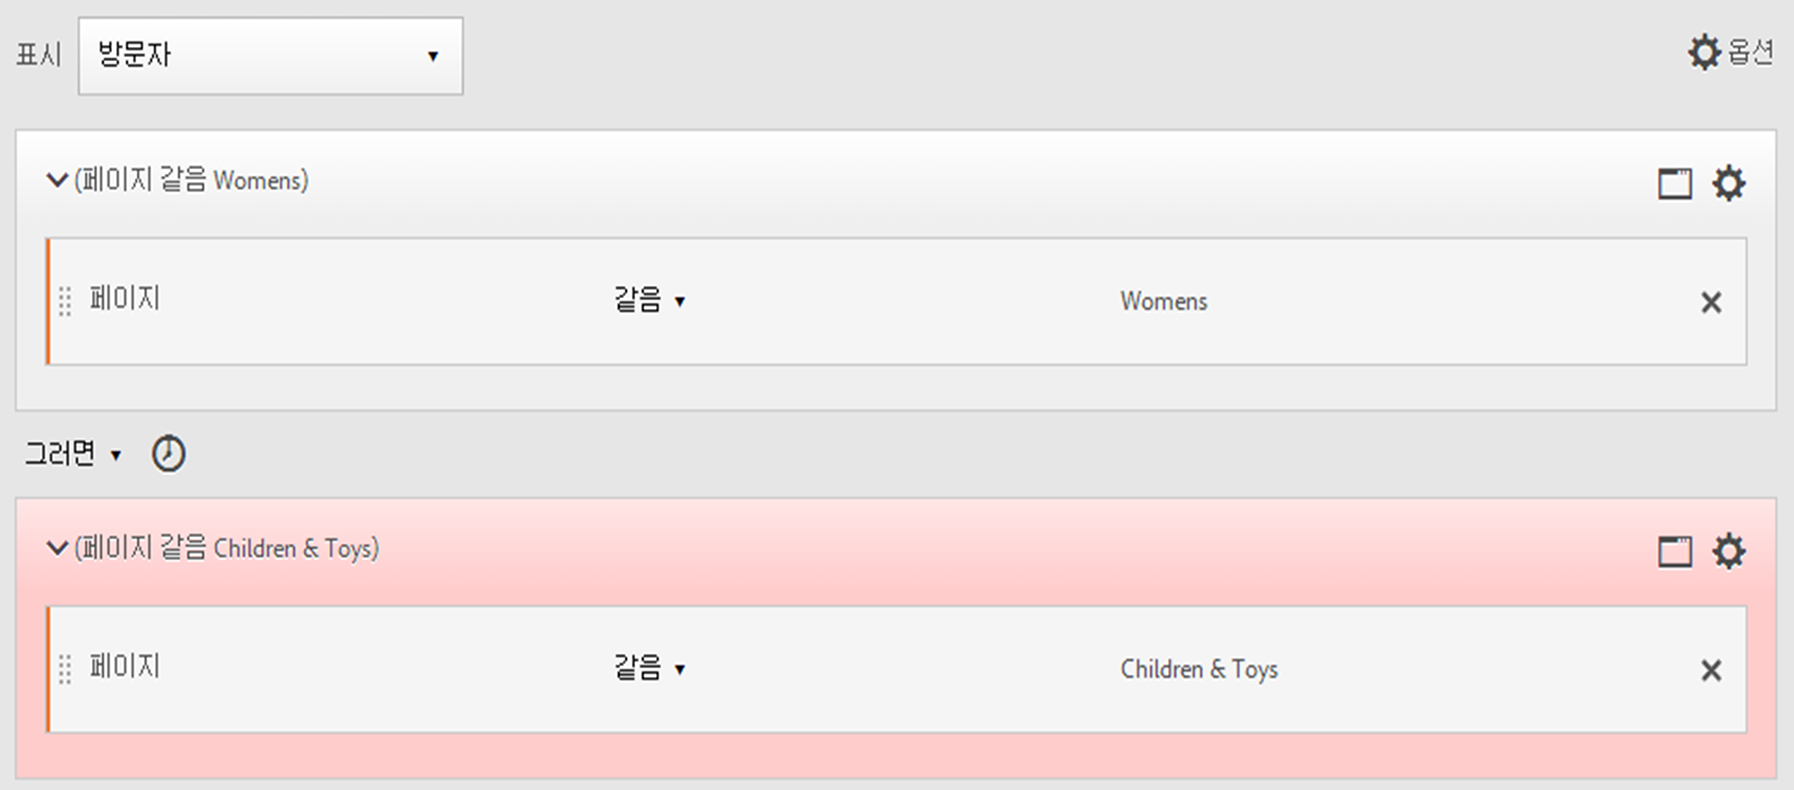 표시 방문자 옵션
(페이지 같음 Womens)
페이지 같음 Womens
그러면
(페이지 같음 Children & Toys)
페이지 같음 Children & Toys